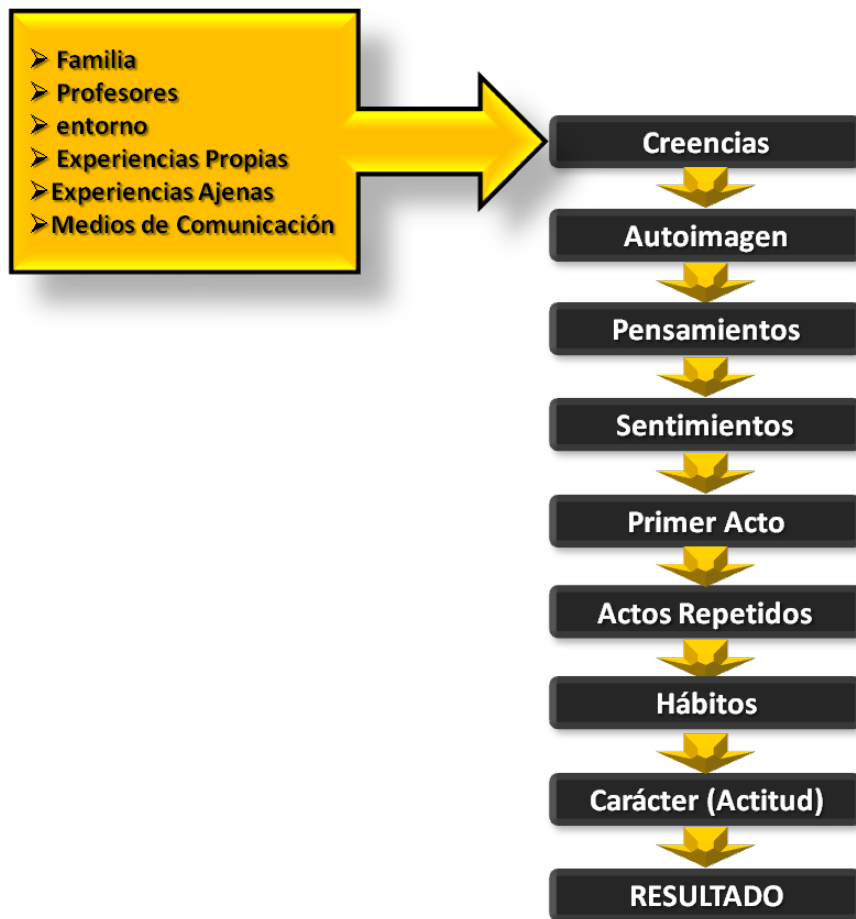 ➢ Familia
➢ Profesores
➢ entorno
➢ Experiencias Propias
➢Experiencias Ajenas
➢Medios de Comunicación
Creencias
Autoimagen
Pensamientos
Sentimientos
Primer Acto
Actos Repetidos
Hábitos
Carácter (Actitud)
RESULTADO